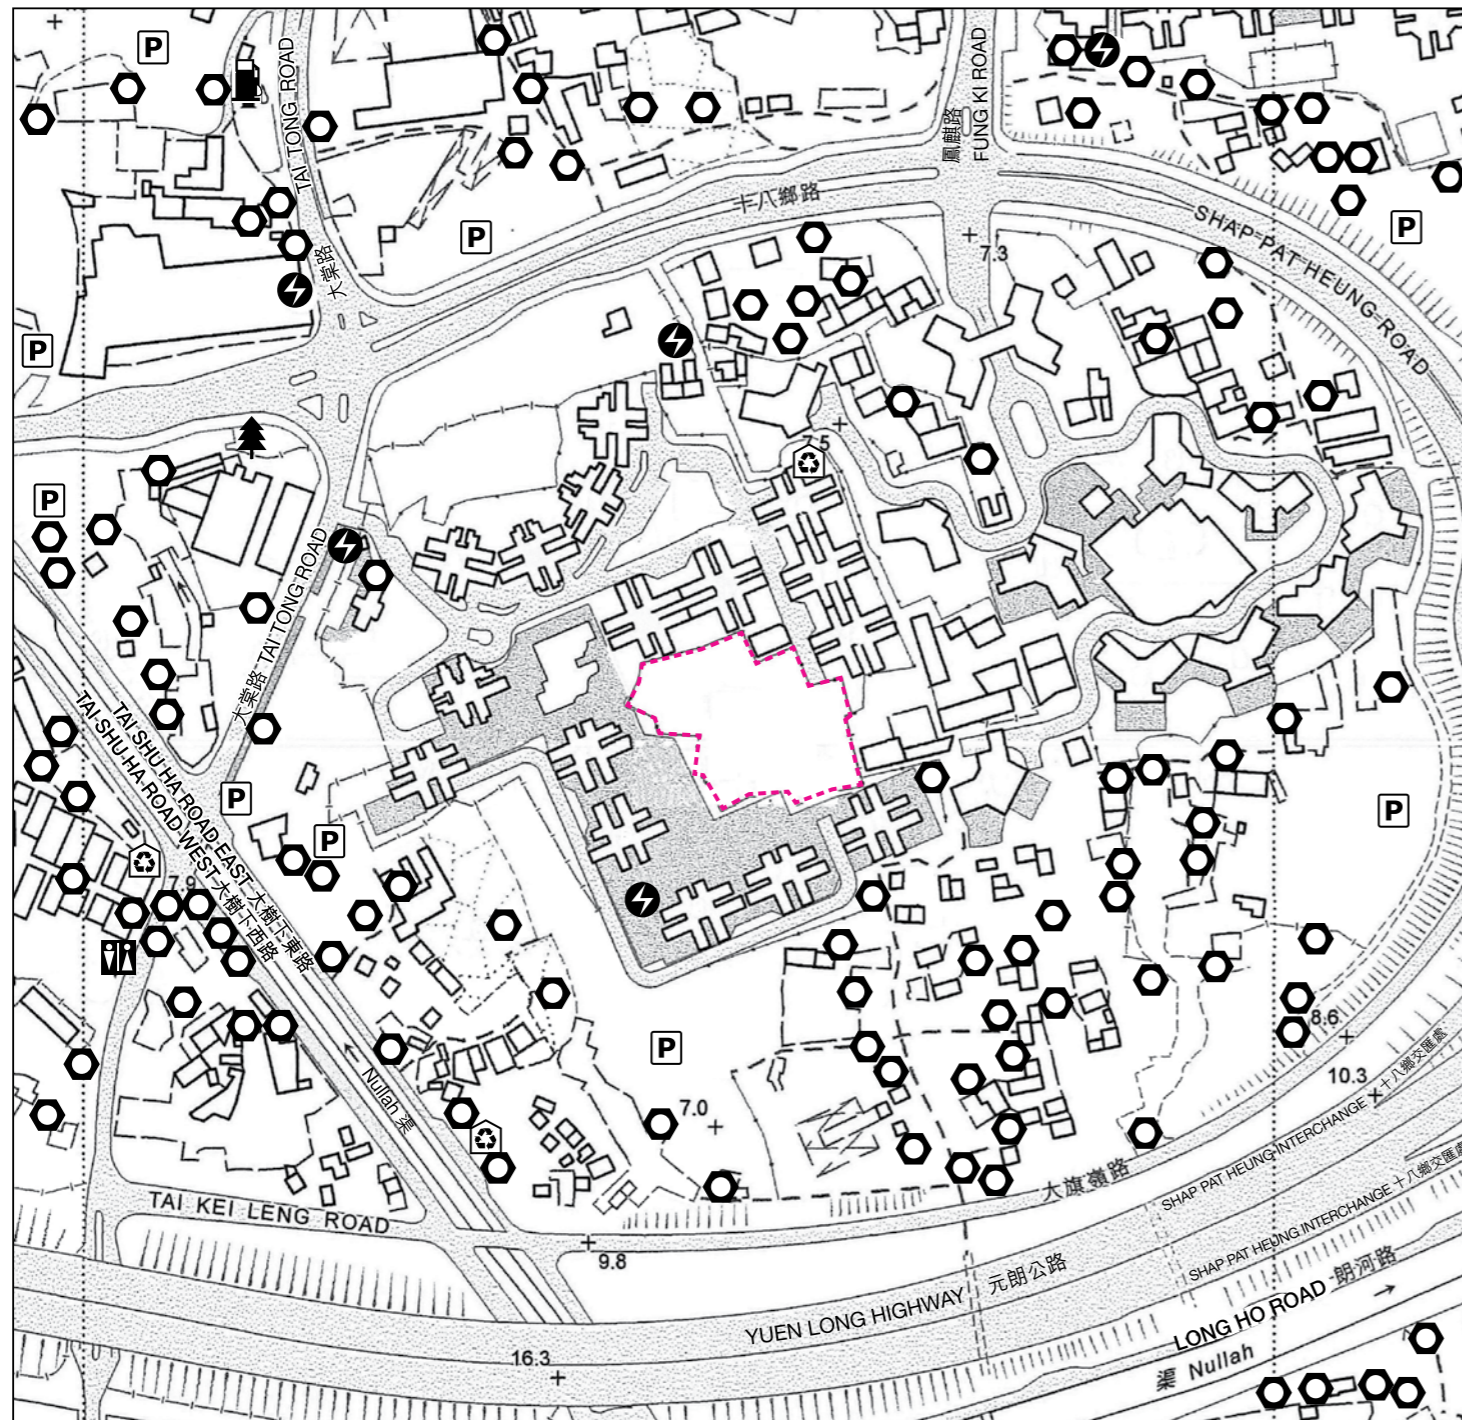 P
TAI TONG ROAD
大棠路
P
P
鳳麒路
FUNG KI ROAD
十八鄉路
SHAP PAT HEUNG ROAD
P
7.3
P
7.5
P
大棠路 TAI TONG ROAD
TAI SHU HA ROAD EAST 大樹下東路
TAI SHU HA ROAD WEST 大樹下西路
P
P
P
7.9
Nullah 渠
P
7.0
8.6
10.3
TAI KEI LENG ROAD
大旗嶺路
9.8
16.3
YUEN LONG HIGHWAY 元朗公路
SHAP PAT HEUNG INTERCHANGE 十八鄉交匯處
SHAP PAT HEUNG INTERCHANGE 十八鄉交匯處
LONG HO ROAD 朗河路
渠 Nullah